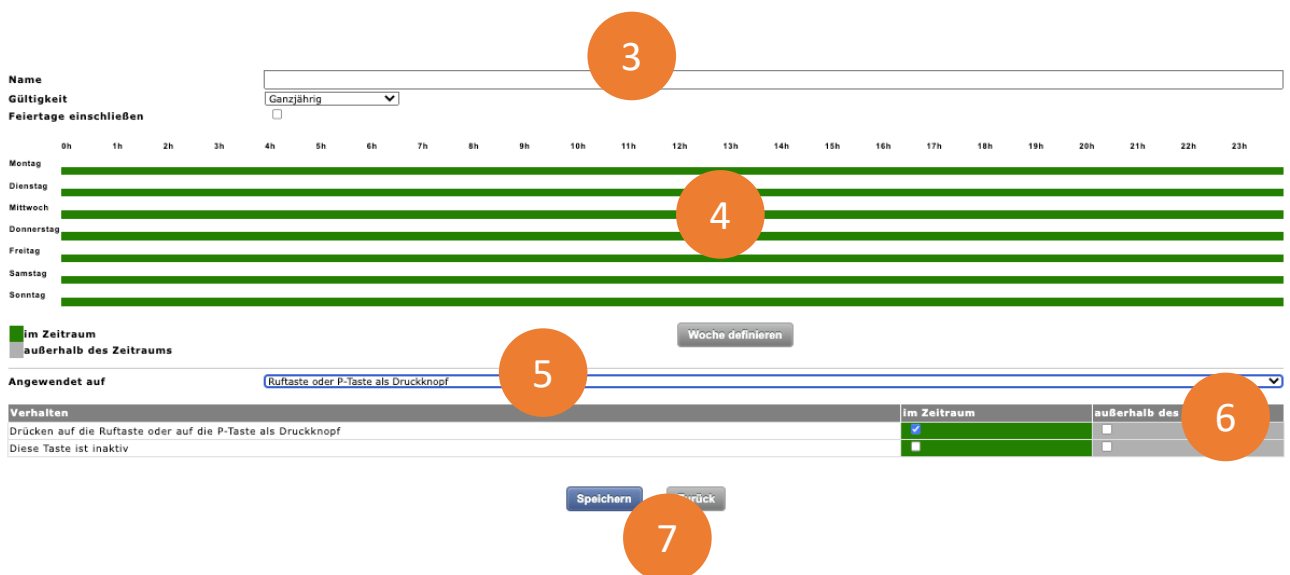 3
Name
Gültigkeit Ganzjährig
Feiertage einschließen
0h 1h 2h 3h 4h 5h 6h 7h 8h 9h 10h 11h 12h 13h 14h 15h 16h 17h 18h 19h 20h 21h 22h 23h
Montag
Dienstag
Mittwoch
4
Donnerstag
Freitag
Samstag
Sonntag
im Zeitraum Woche definieren
außerhalb des Zeitraums
5
Angewendet auf Ruftaste oder P-Taste als Druckknopf
Verhalten im Zeitraum außerhalb des
6
Drücken auf die Ruftaste oder auf die P-Taste als Druckknopf
Diese Taste ist inaktiv
Speichern Zurück
7